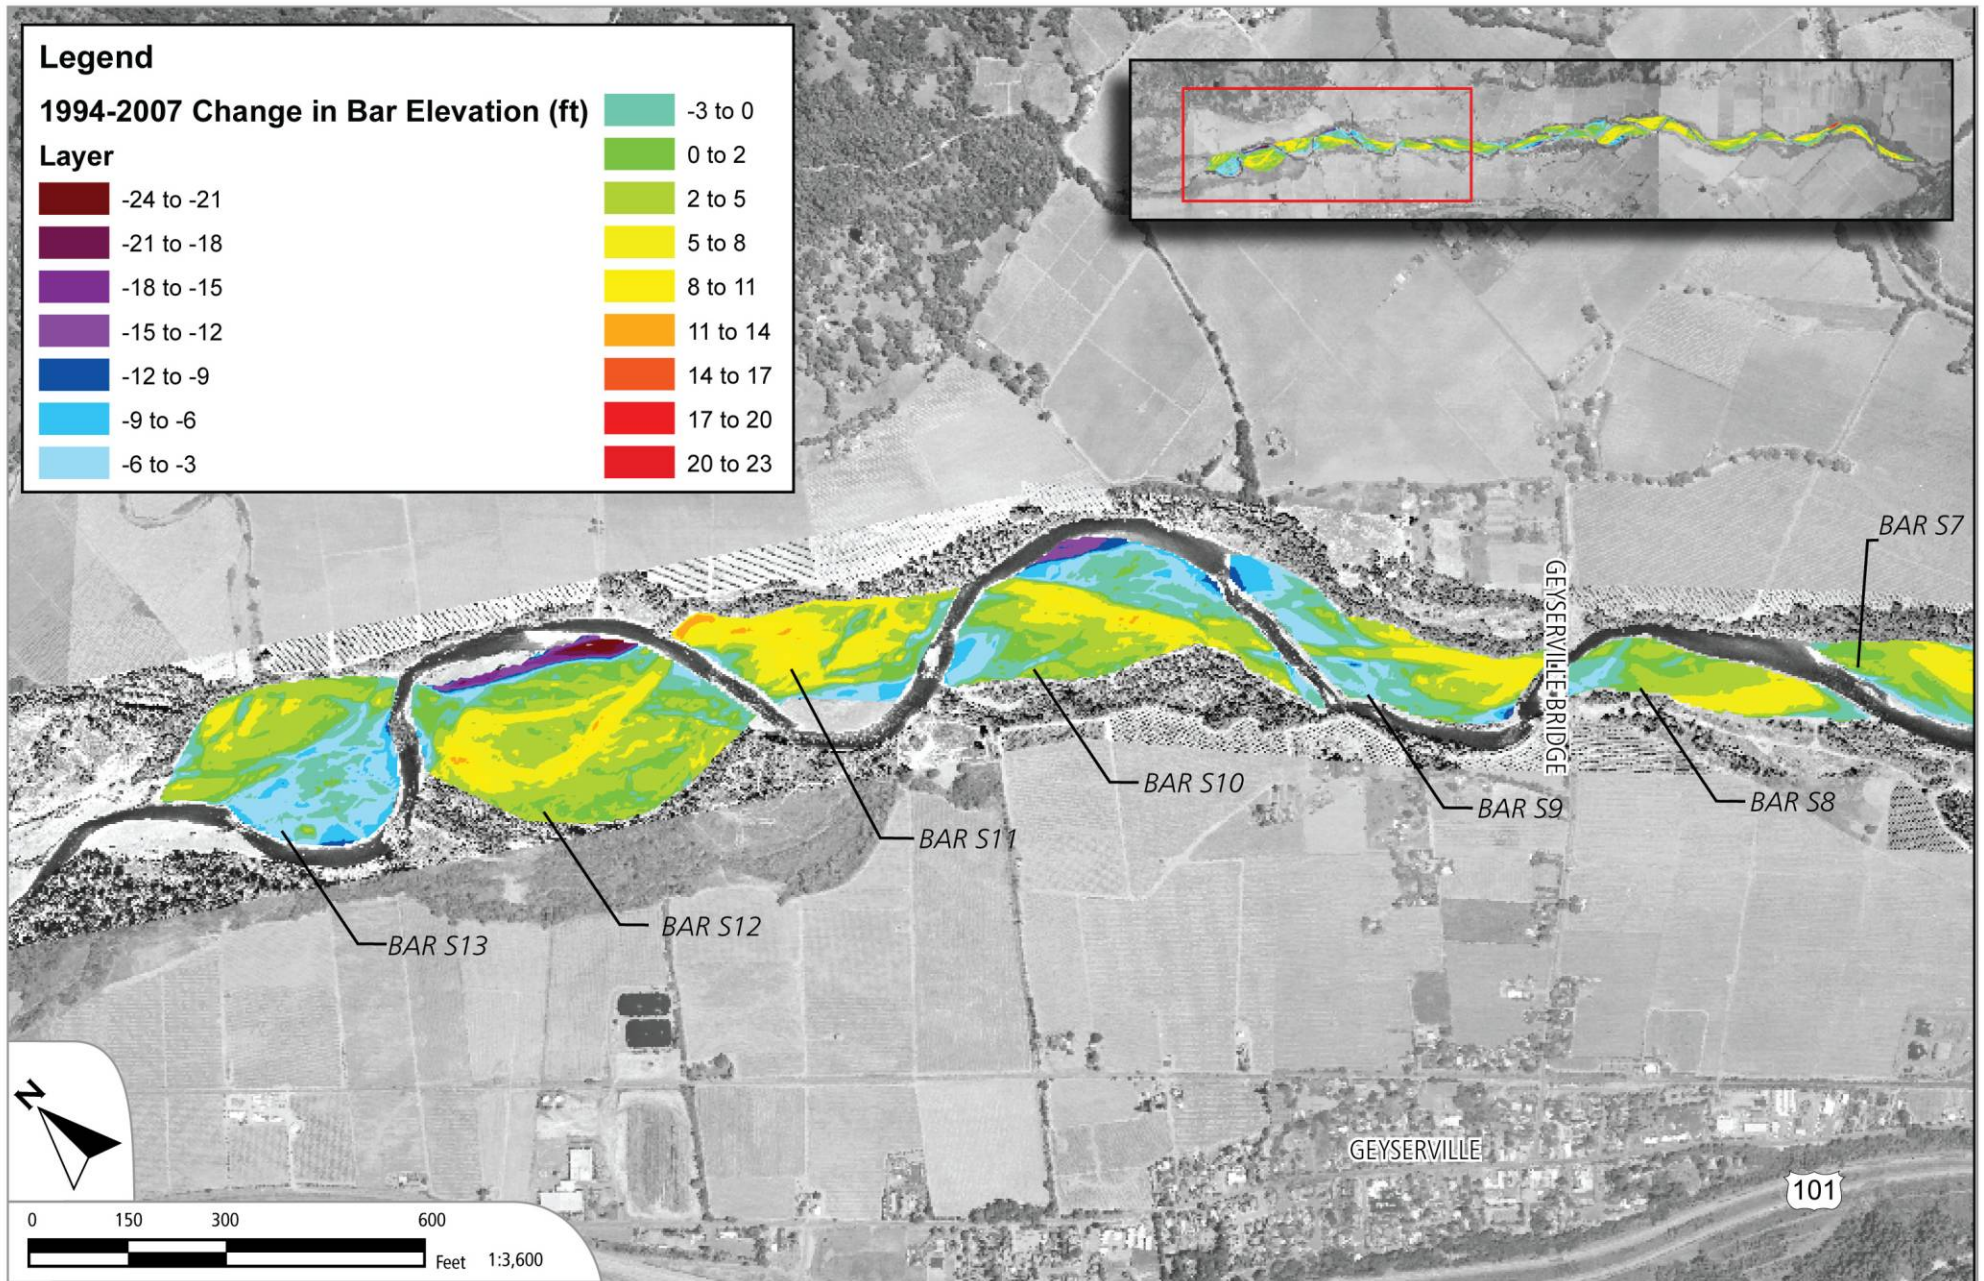 Legend
1994-2007 Change in Bar Elevation (ft)
Layer
-24 to -21
-21 to -18
-18 to -15
-15 to -12
-12 to -9
-9 to -6
-6 to -3
-3 to 0
0 to 2
2 to 5
5 to 8
8 to 11
11 to 14
14 to 17
17 to 20
20 to 23
BAR S7
GEYSERVILLE BRIDGE
BAR S10
BAR S9
BAR S8
BAR S11
BAR S12
BAR S13
N
GEYSERVILLE
101
0 150 300 600
Feet 1:3,600